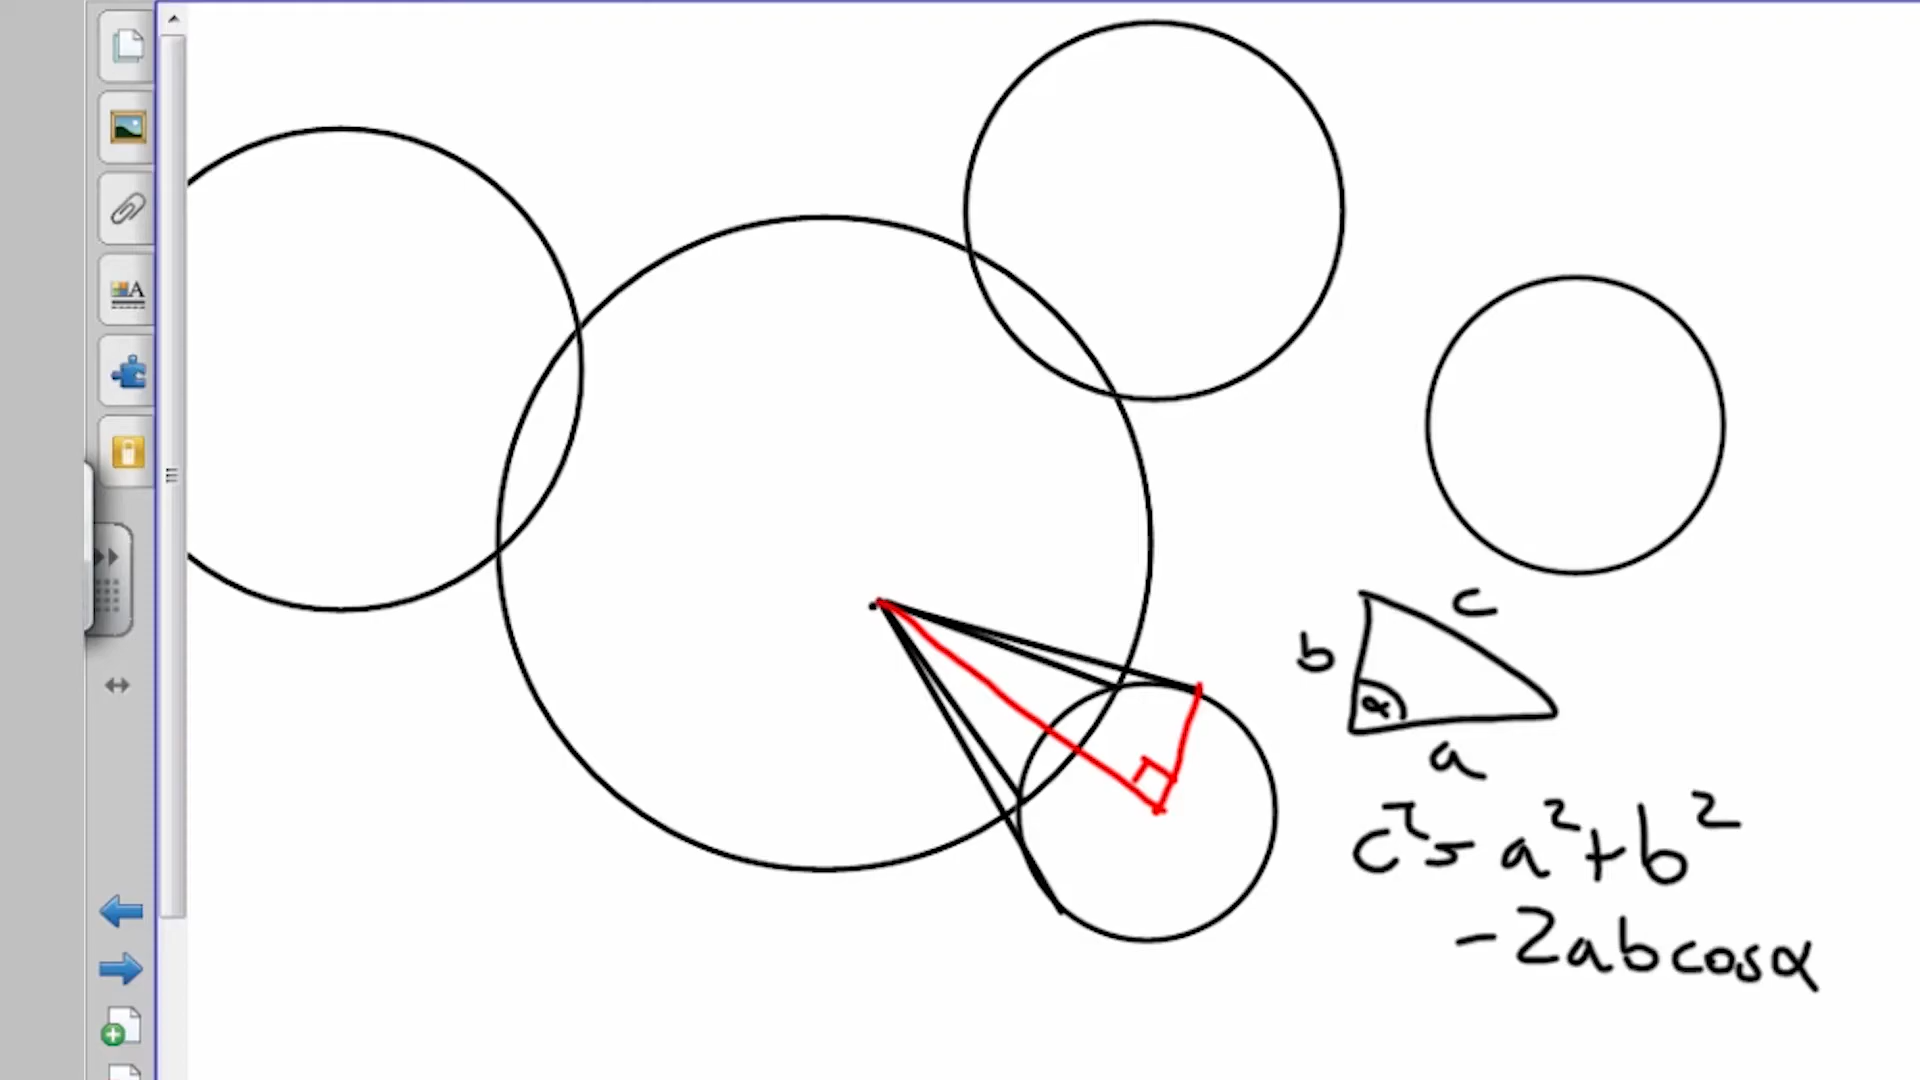 c
b
α
a
c² = a² + b²
- 2abcosα